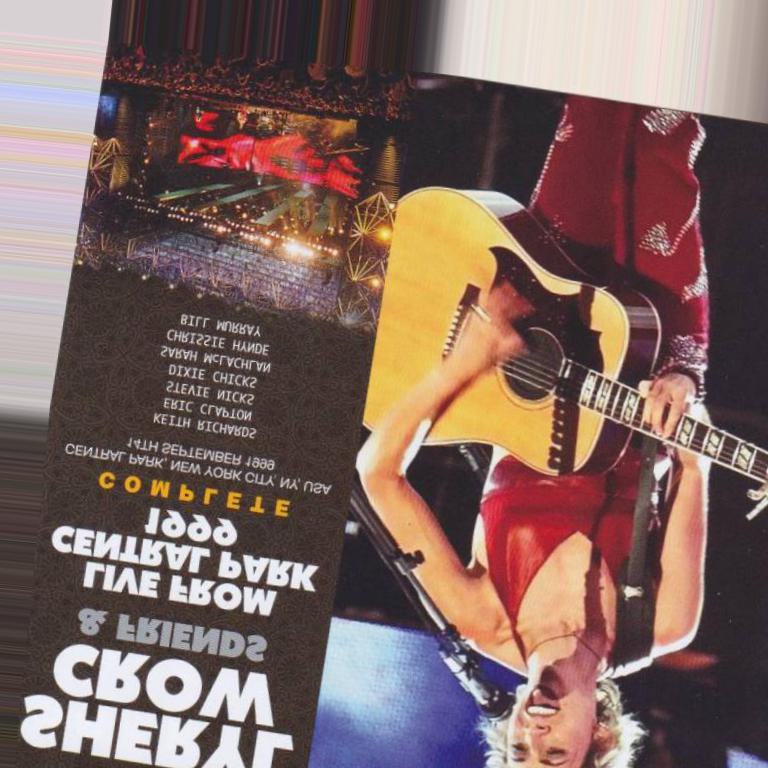 SHERYL
CROW
& FRIENDS
LIVE FROM
CENTRAL PARK
1999
COMPLETE
CENTRAL PARK, NEW YORK CITY, NY, USA
14TH SEPTEMBER 1999
KEITH RICHARDS
ERIC CLAPTON
STEVIE NICKS
DIXIE CHICKS
SARAH McLACHLAN
CHRISSIE HYNDE
BILL MURRAY